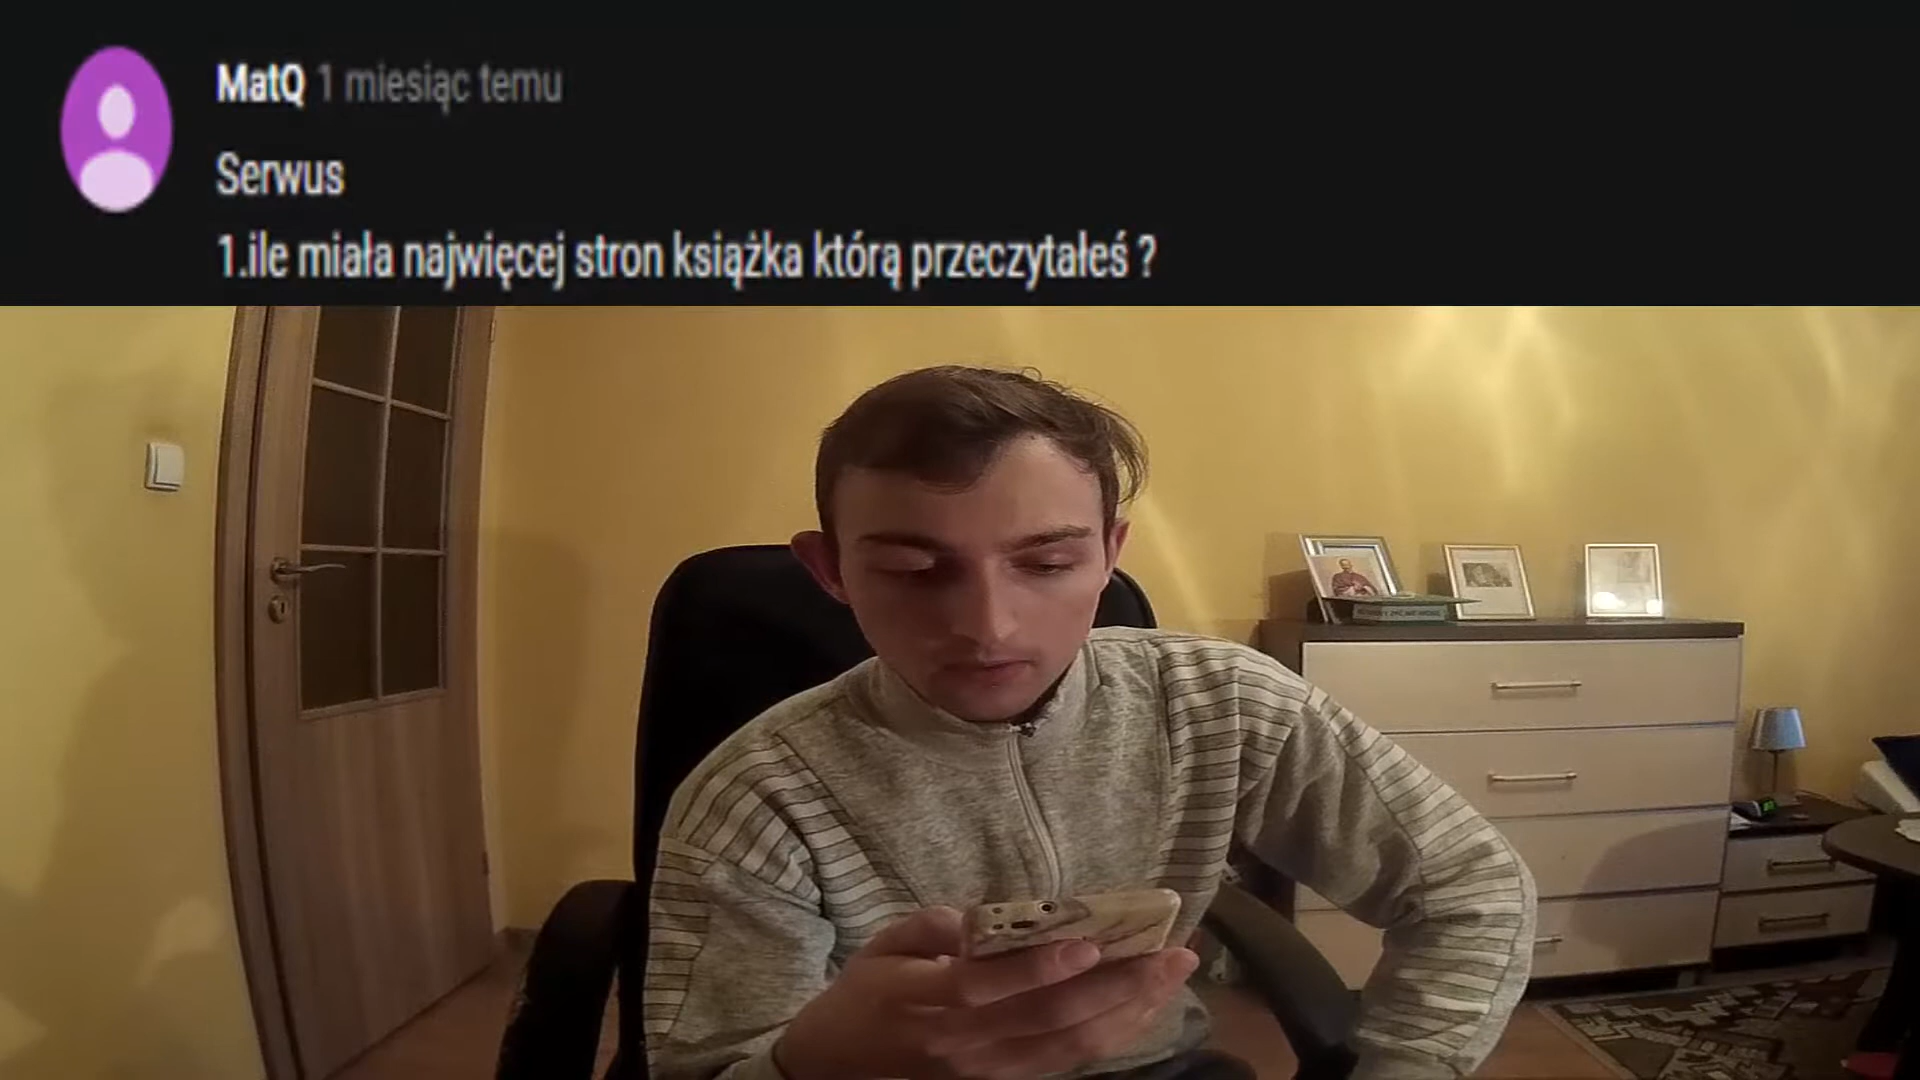 MatQ 1 miesiąc temu
Serwus
1.ile miała najwięcej stron książka którą przeczytałeś ?